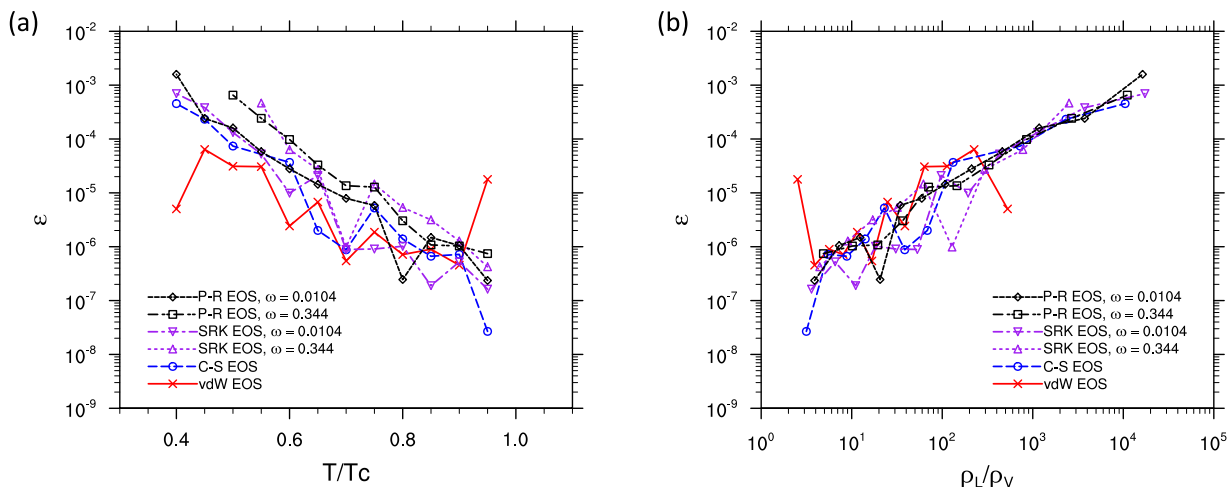 (a)
10-2
10-3
10-4
10-5
10-6
10-7
10-8
10-9
ε
P-R EOS, ω = 0.0104
P-R EOS, ω = 0.344
SRK EOS, ω = 0.0104
SRK EOS, ω = 0.344
C-S EOS
vdW EOS
0.4 0.6 0.8 1.0
T/Tc
(b)
10-2
10-3
10-4
10-5
10-6
10-7
10-8
10-9
ε
P-R EOS, ω = 0.0104
P-R EOS, ω = 0.344
SRK EOS, ω = 0.0104
SRK EOS, ω = 0.344
C-S EOS
vdW EOS
100 101 102 103 104 105
ρL/ρV